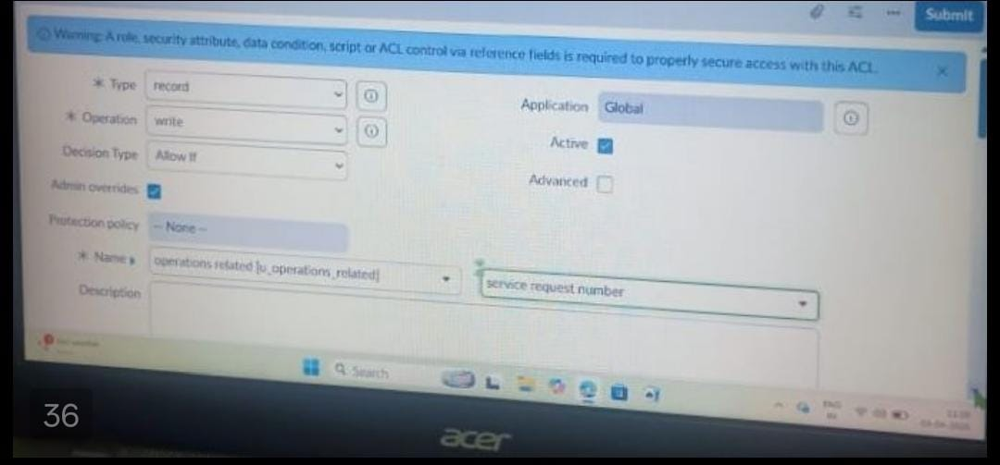 Submit
Warning: A role, security attribute, data condition, script or ACL control via reference fields is required to properly secure access with this ACL.
* Type record
Application Global
* Operation write
Active
Decision Type Allow If
Advanced
Admin overrides
Protection policy -- None --
* Name operations related [u_operations_related]
service request number
Description
Search
ENG
IN
36
acer